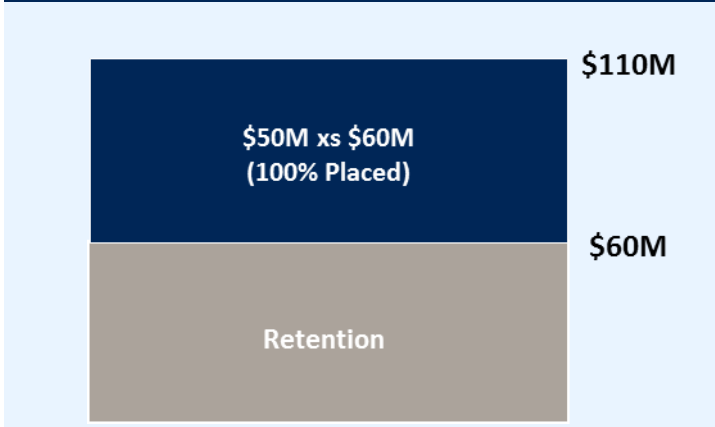 $110M
$50M xs $60M
(100% Placed)
$60M
Retention